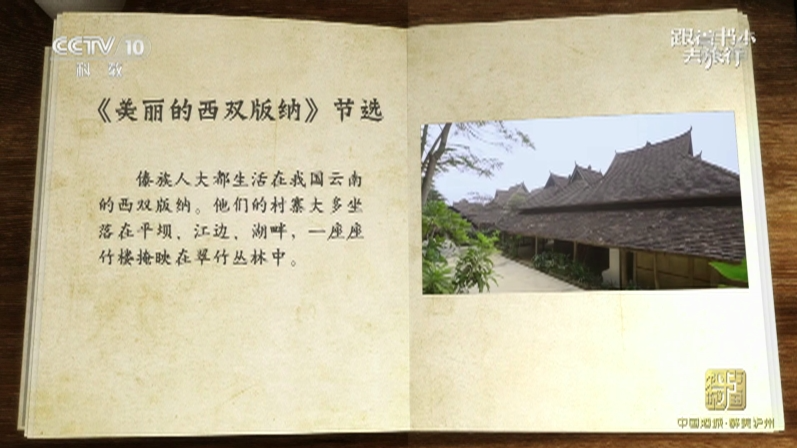 CCTV 10
科教
跟着书本
去旅行
《美丽的西双版纳》节选
傣族人大都生活在我国云南
的西双版纳。他们的村寨大多坐
落在平坝、江边、湖畔，一座座
竹楼掩映在翠竹丛林中。
中国酒城·醉美泸州